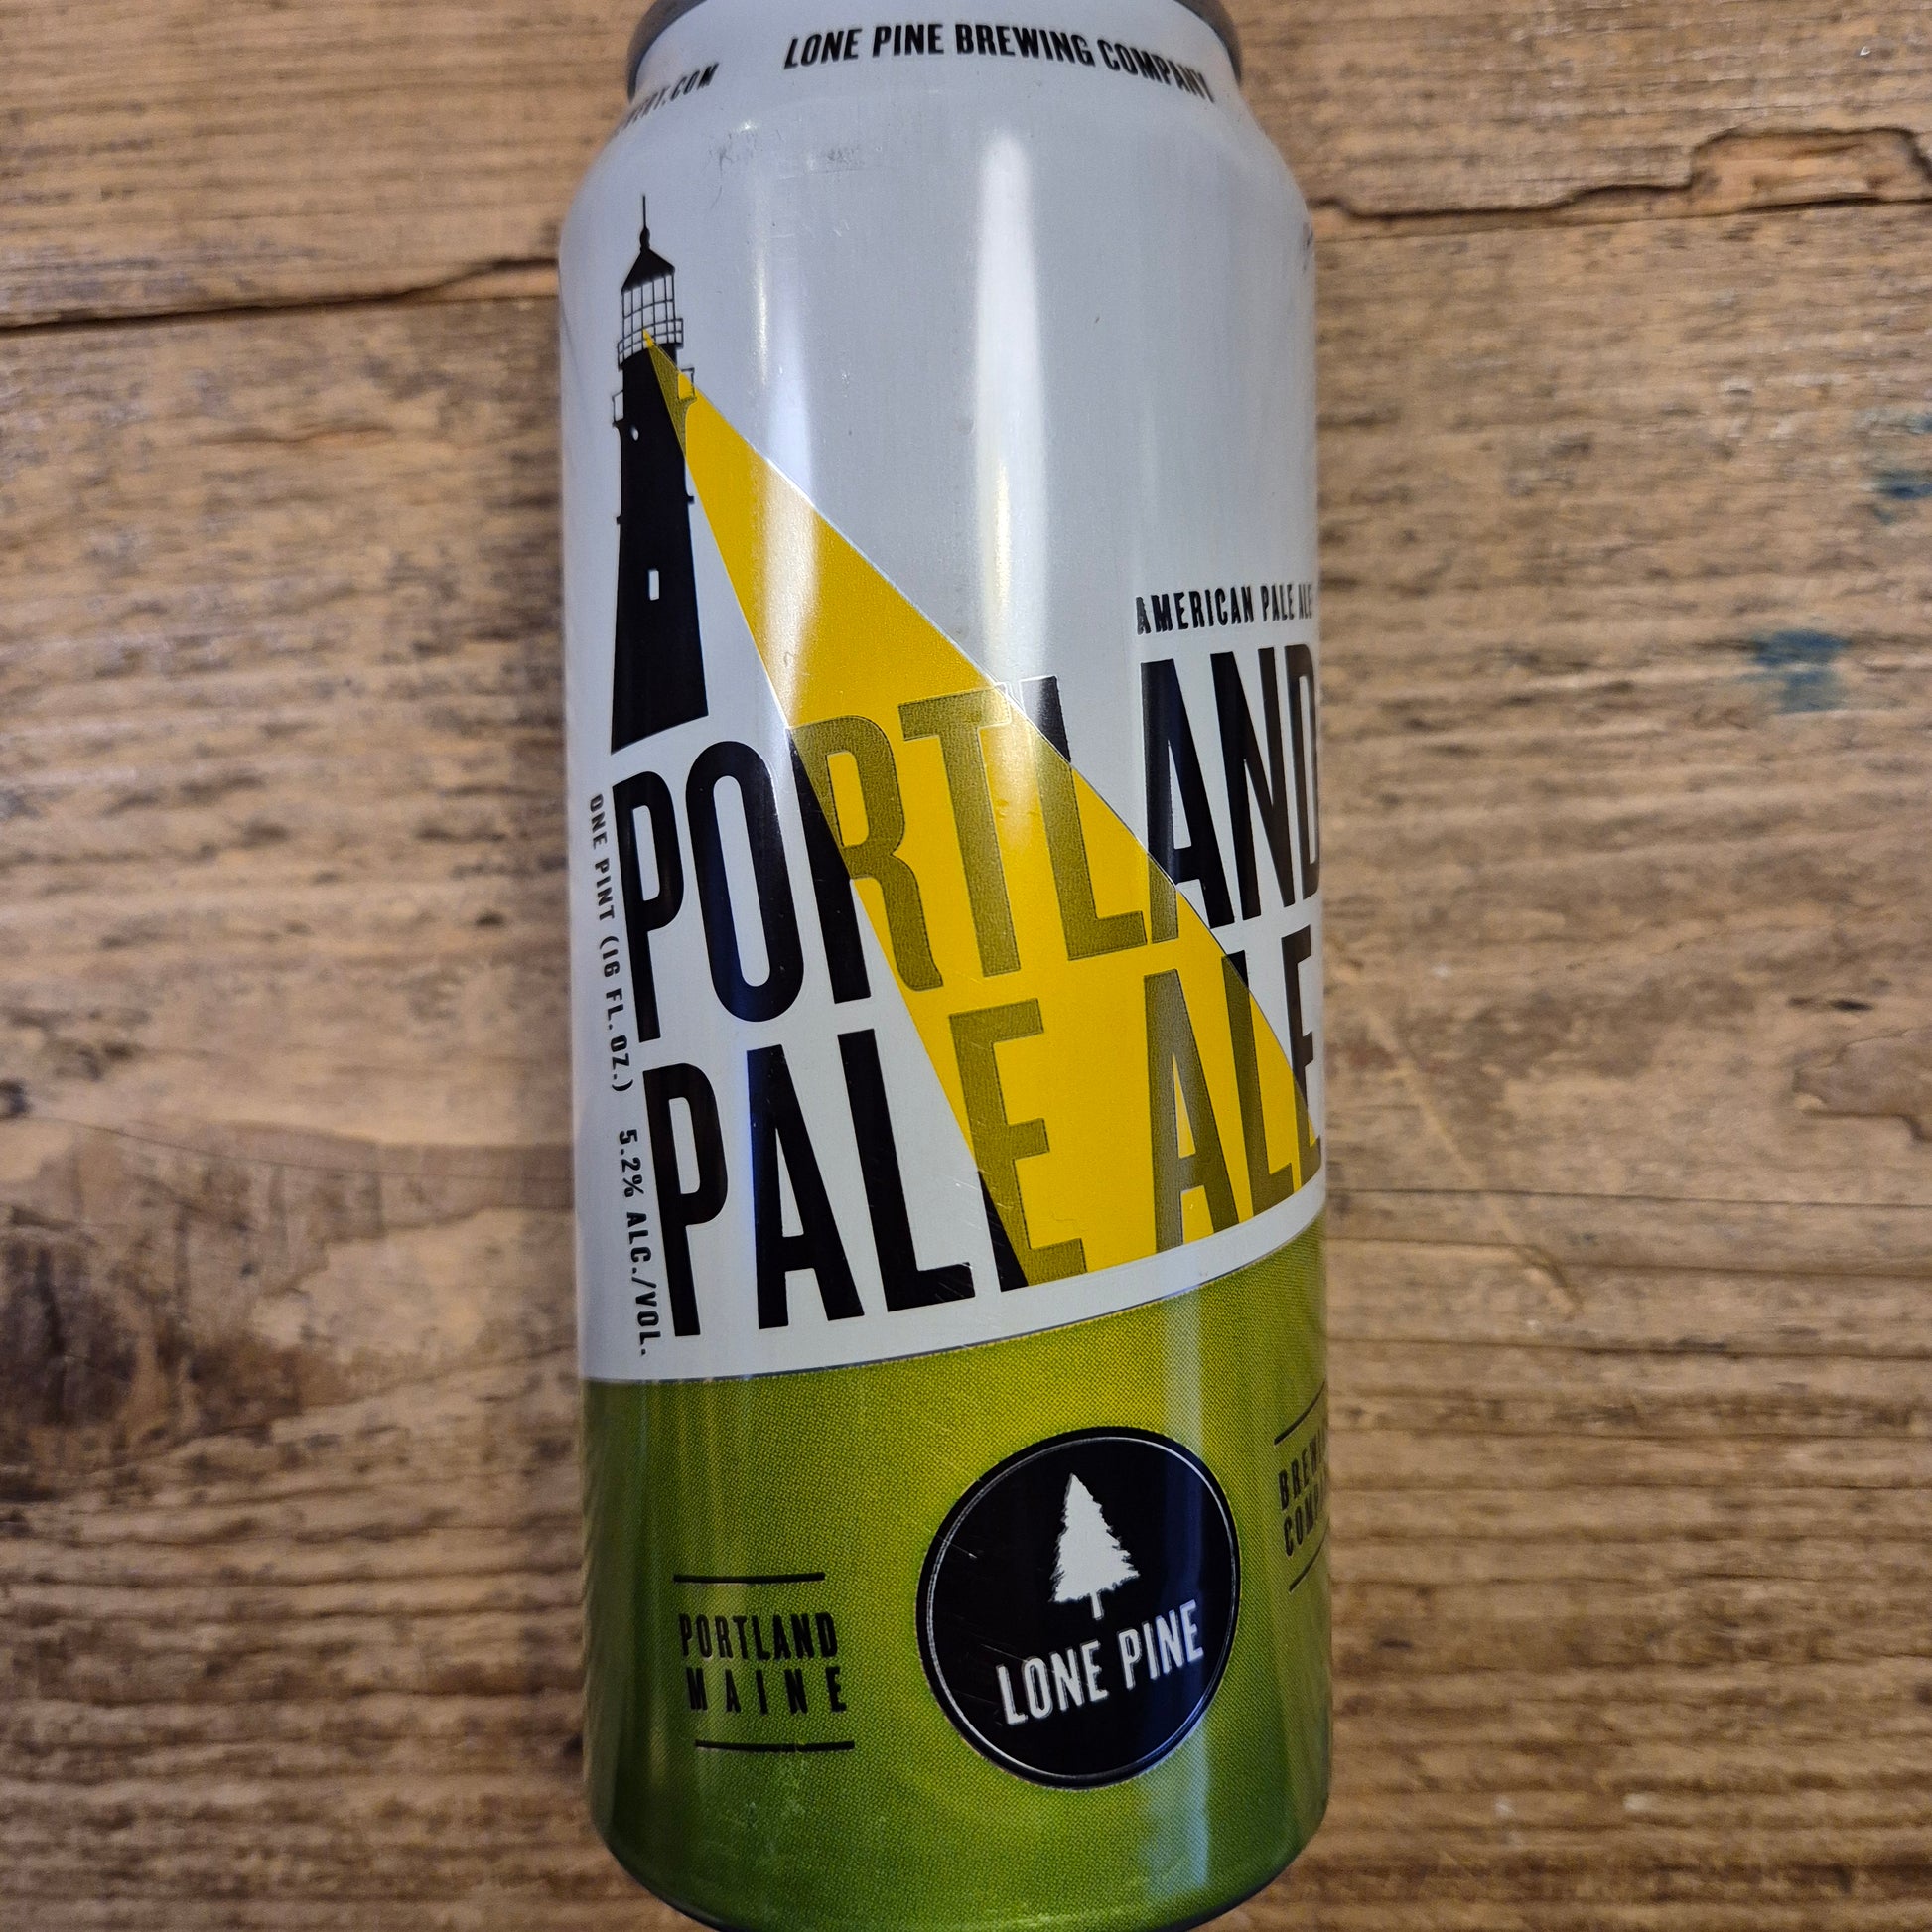 LONE PINE BREWING COMPANY
.COM
AMERICAN PALE ALE
PORTLAND
PALE ALE
ONE PINT (16 FL.OZ.) 5.2% ALC./VOL.
PORTLAND
MAINE
LONE PINE